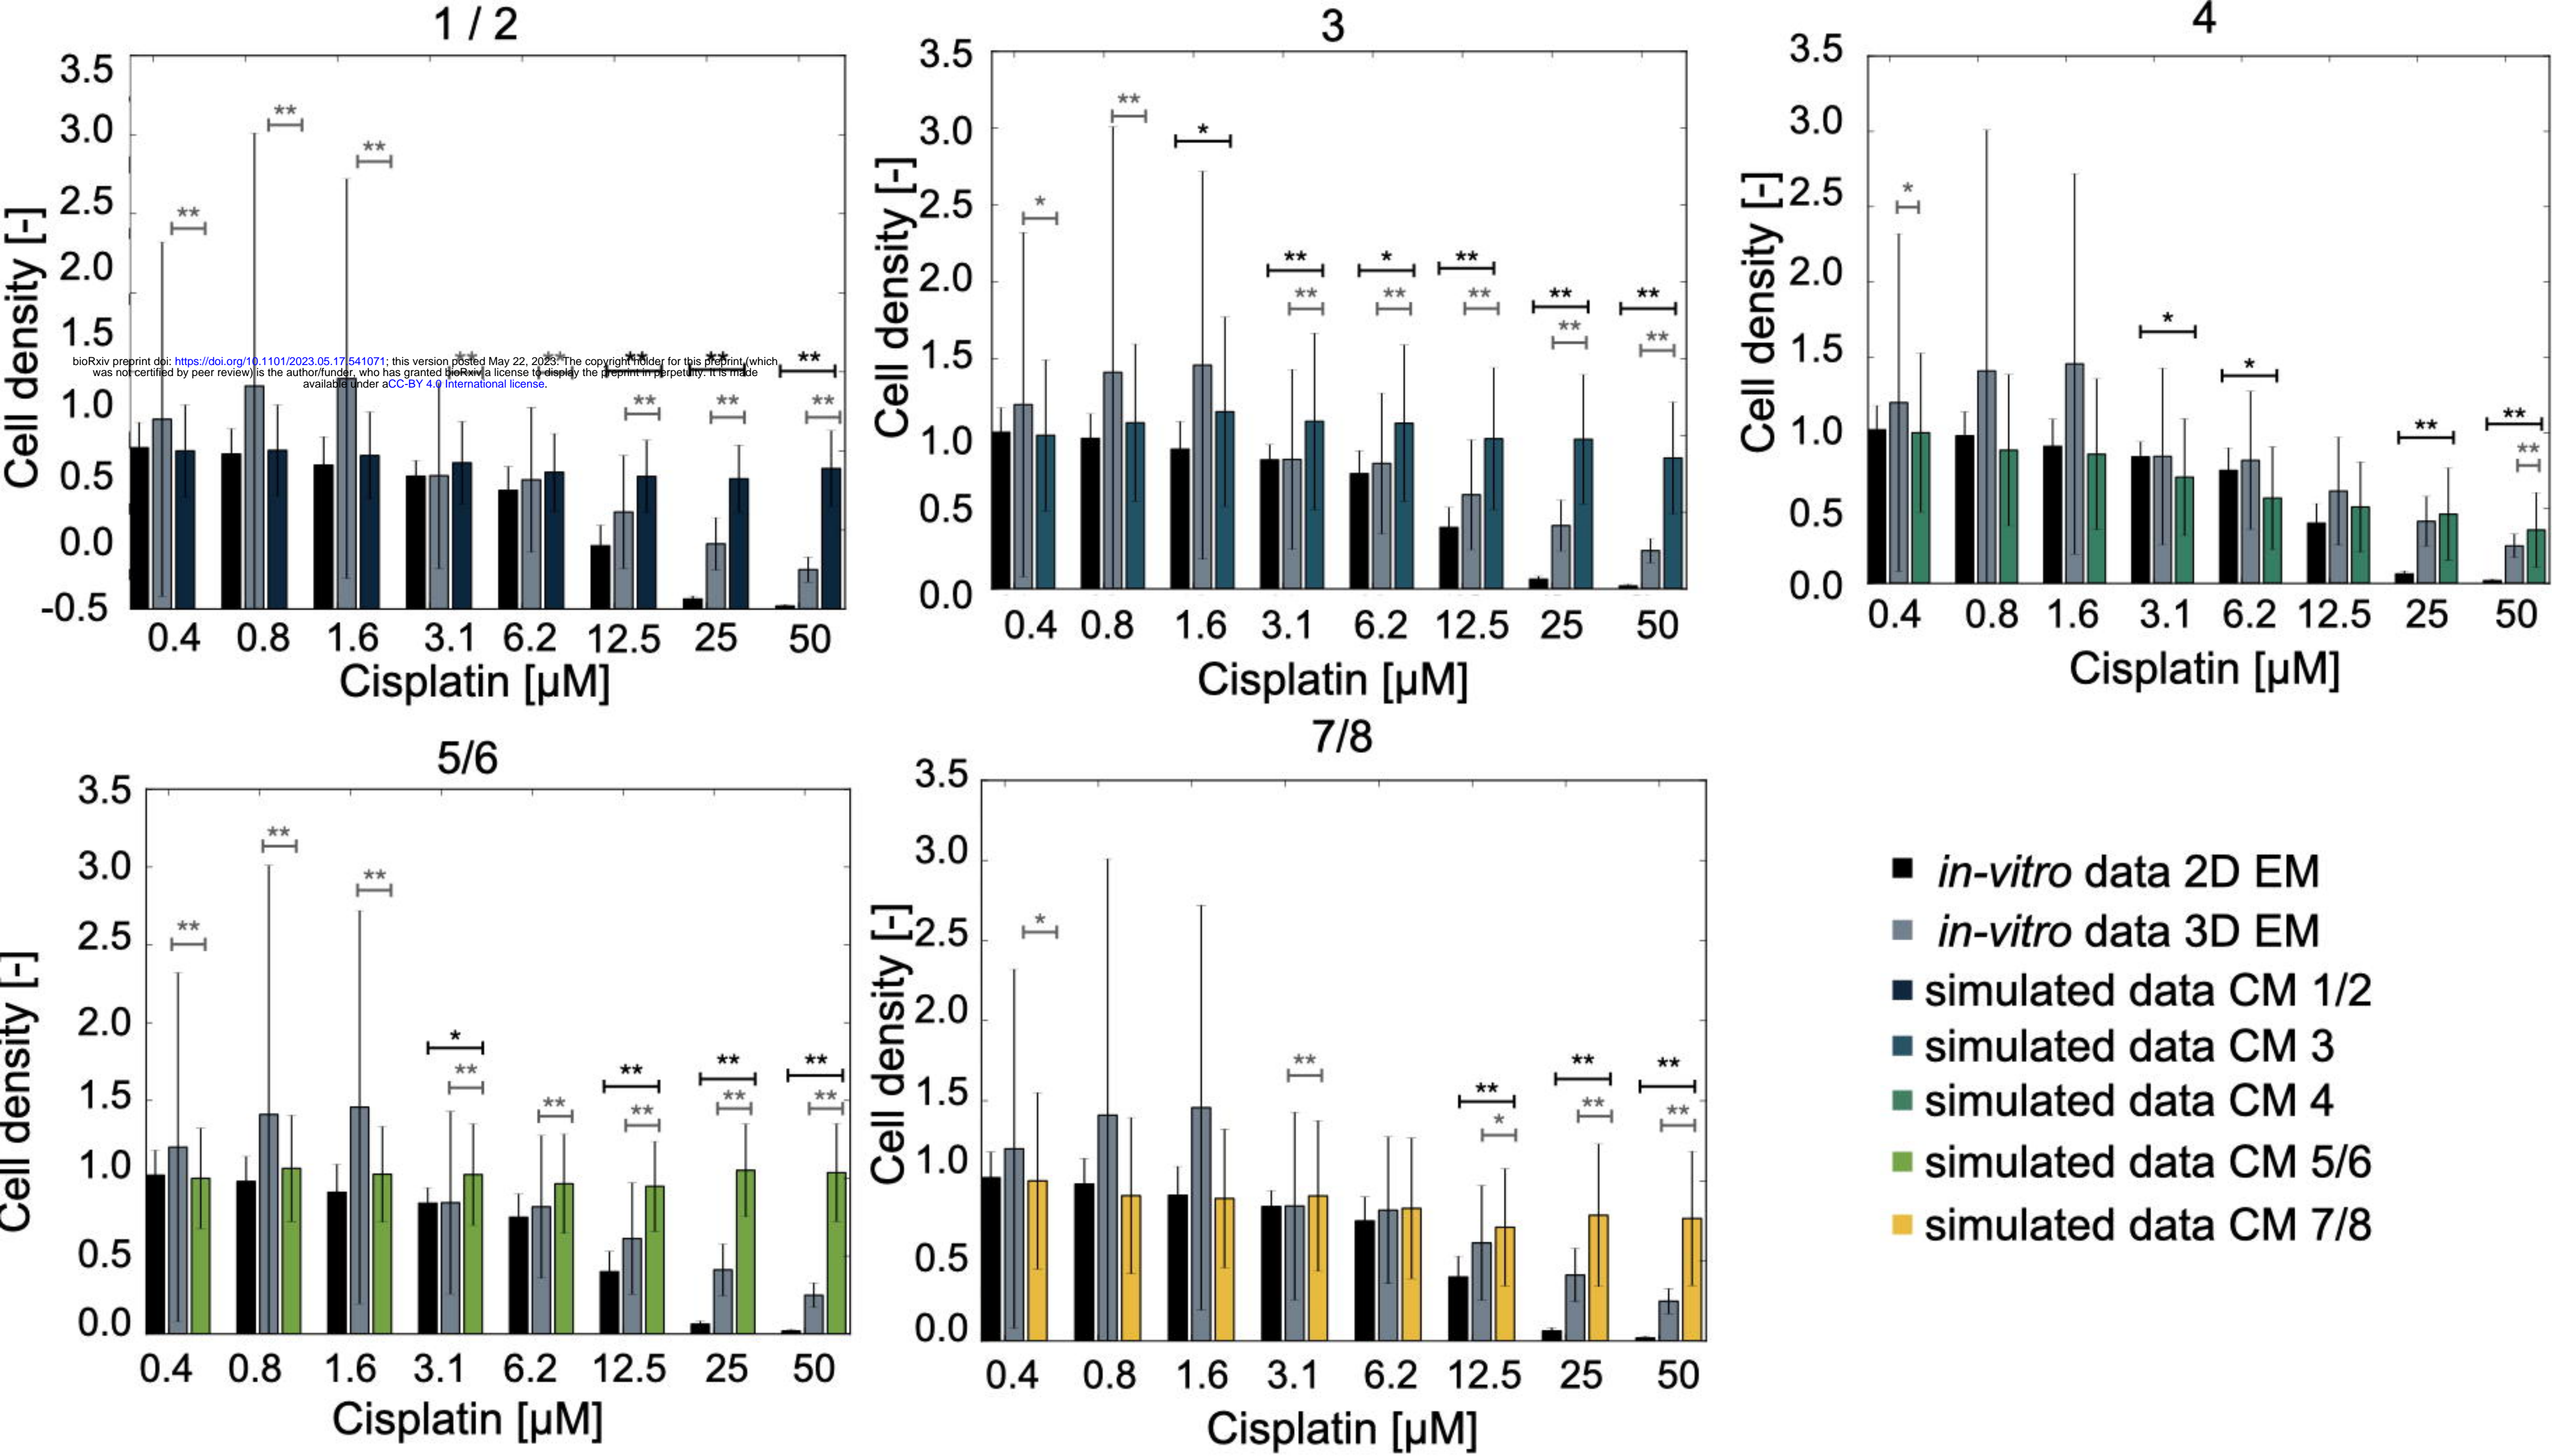 1 / 2
3.5
3.0
2.5
2.0
1.5
1.0
0.5
0.0
-0.5
Cell density [-]
** ** ** ** ** ** ** ** ** ** **
bioRxiv preprint doi: https://doi.org/10.1101/2023.05.17.541071; this version posted May 22, 2023. The copyright holder for this preprint (which
was not certified by peer review) is the author/funder, who has granted bioRxiv a license to display the preprint in perpetuity. It is made
available under aCC-BY 4.0 International license.
0.4 0.8 1.6 3.1 6.2 12.5 25 50
Cisplatin [µM]
3
3.5
3.0
2.5
2.0
1.5
1.0
0.5
0.0
Cell density [-]
* ** * ** ** * ** ** ** ** ** ** **
0.4 0.8 1.6 3.1 6.2 12.5 25 50
Cisplatin [µM]
4
3.5
3.0
2.5
2.0
1.5
1.0
0.5
0.0
Cell density [-]
* * * ** ** **
0.4 0.8 1.6 3.1 6.2 12.5 25 50
Cisplatin [µM]
5/6
3.5
3.0
2.5
2.0
1.5
1.0
0.5
0.0
Cell density [-]
** ** ** * ** ** ** ** ** ** ** **
0.4 0.8 1.6 3.1 6.2 12.5 25 50
Cisplatin [µM]
7/8
3.5
3.0
2.5
2.0
1.5
1.0
0.5
0.0
Cell density [-]
* ** ** * ** ** ** **
0.4 0.8 1.6 3.1 6.2 12.5 25 50
Cisplatin [µM]
in-vitro data 2D EM
in-vitro data 3D EM
simulated data CM 1/2
simulated data CM 3
simulated data CM 4
simulated data CM 5/6
simulated data CM 7/8